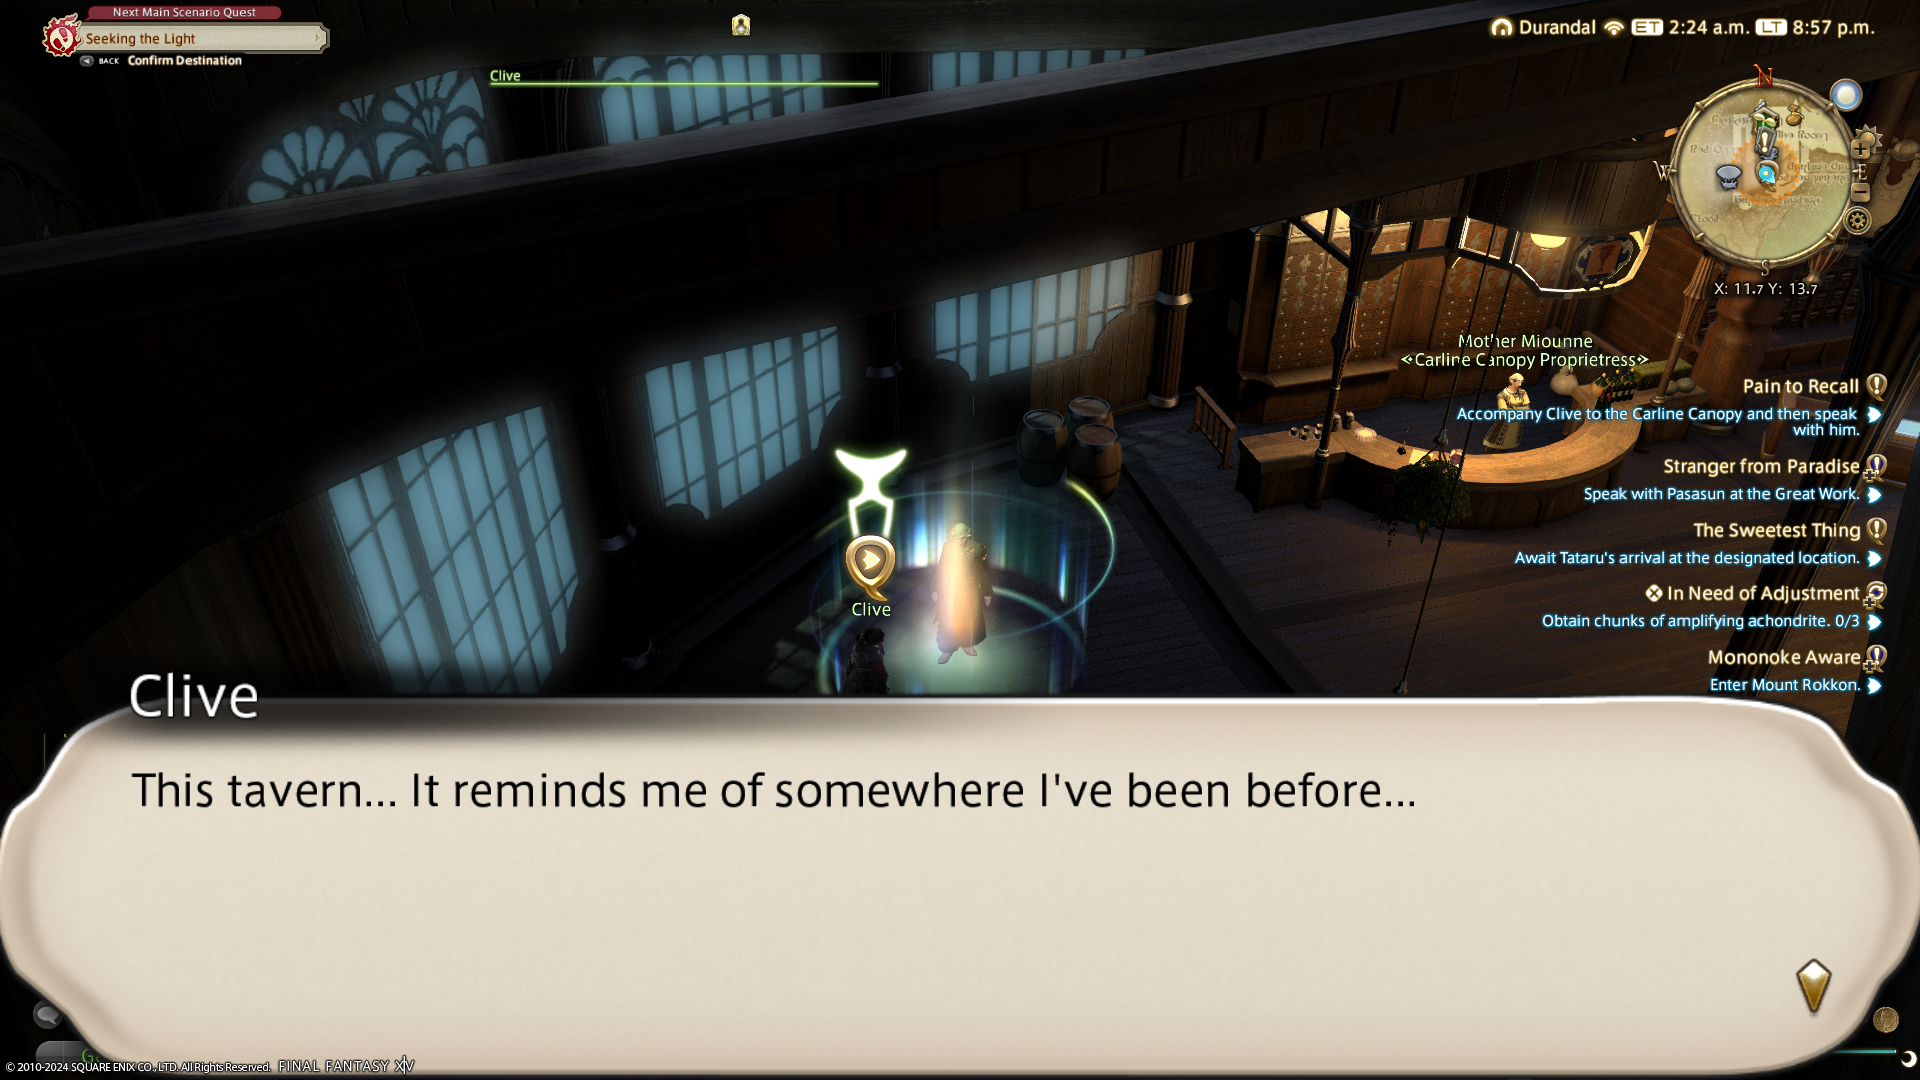 Next Main Scenario Quest
Seeking the Light
BACK Confirm Destination
Clive
Durandal ET 2:24 a.m. LT 8:57 p.m.
N
W
E
S
X: 11.7 Y: 13.7
Mother Miounne
«Carline Canopy Proprietress»
Pain to Recall
Accompany Clive to the Carline Canopy and then speak
with him.
Stranger from Paradise
Speak with Pasasun at the Great Work.
The Sweetest Thing
Await Tataru's arrival at the designated location.
In Need of Adjustment
Obtain chunks of amplifying achondrite. 0/3
Mononoke Aware
Enter Mount Rokkon.
Clive
Clive
This tavern... It reminds me of somewhere I've been before...
© 2010-2024 SQUARE ENIX CO., LTD. All Rights Reserved. FINAL FANTASY XIV